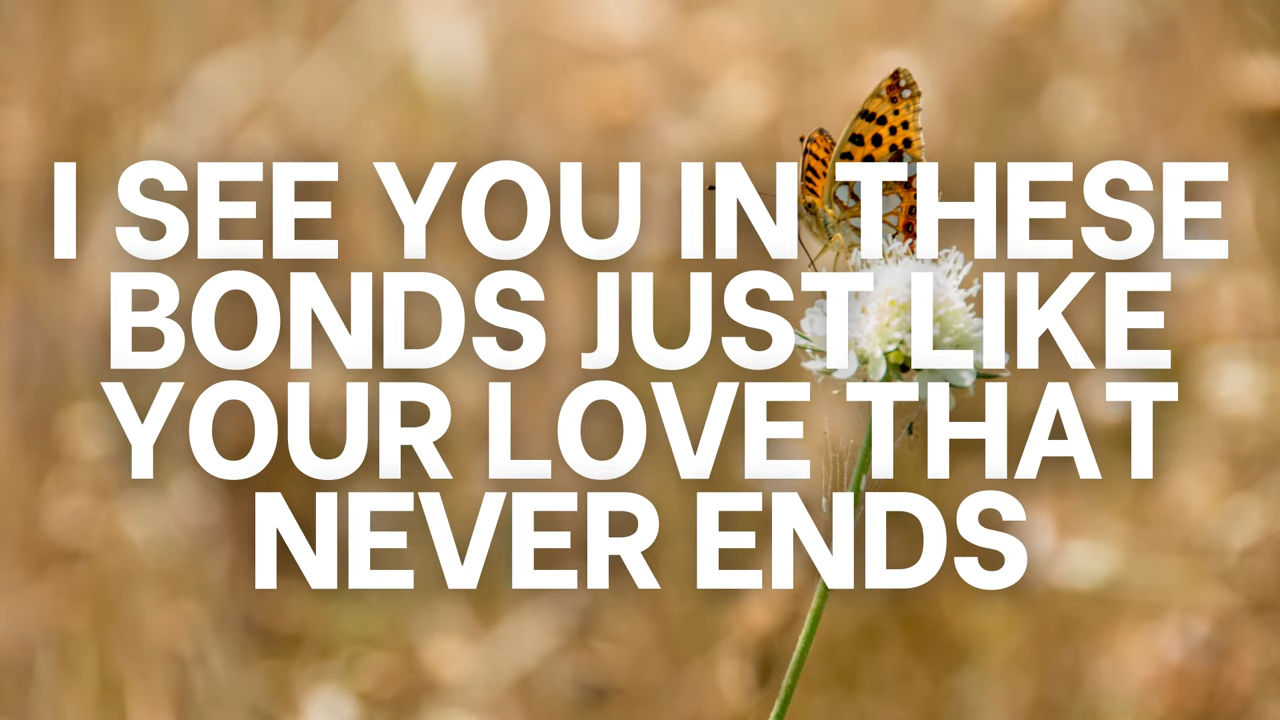 I SEE YOU IN THESE
BONDS JUST LIKE
YOUR LOVE THAT
NEVER ENDS